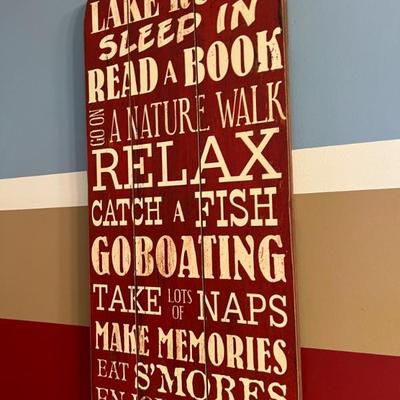 LAKE
SLEEP IN
READ A BOOK
GO ON A NATURE WALK
RELAX
CATCH A FISH
GO BOATING
TAKE LOTS OF NAPS
MAKE MEMORIES
EAT S'MORES